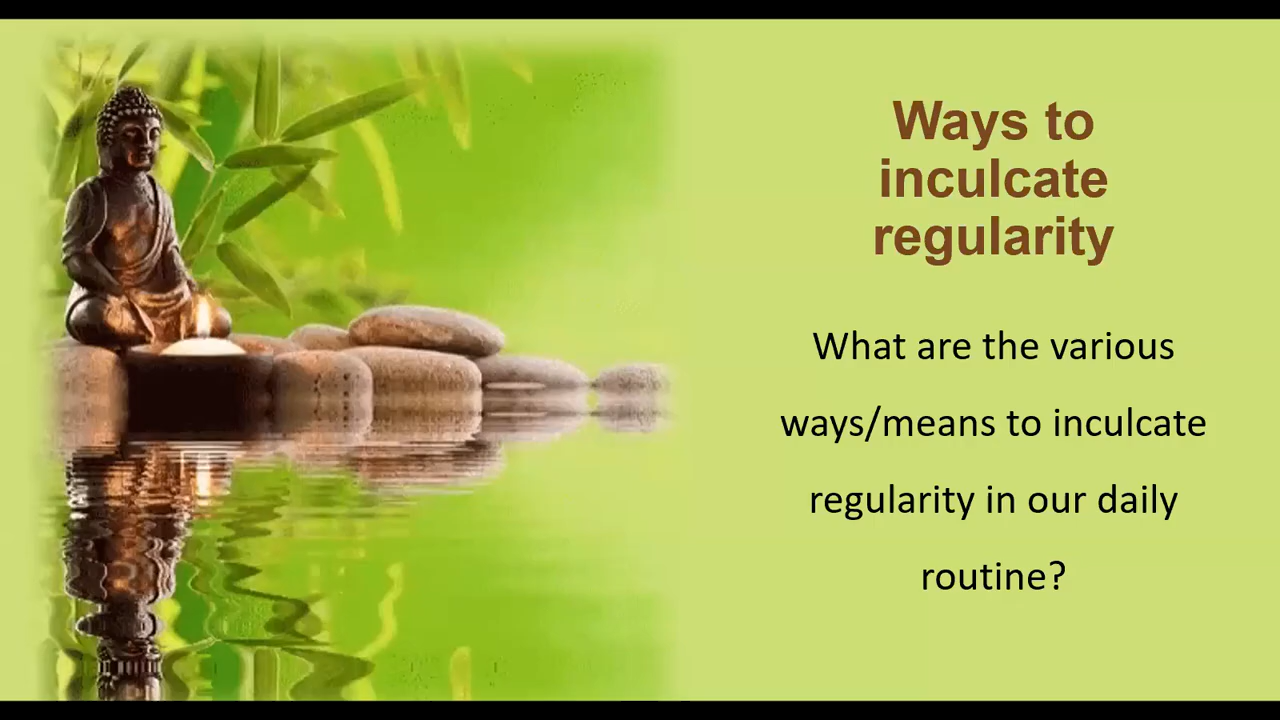 Ways to
inculcate
regularity
What are the various
ways/means to inculcate
regularity in our daily
routine?